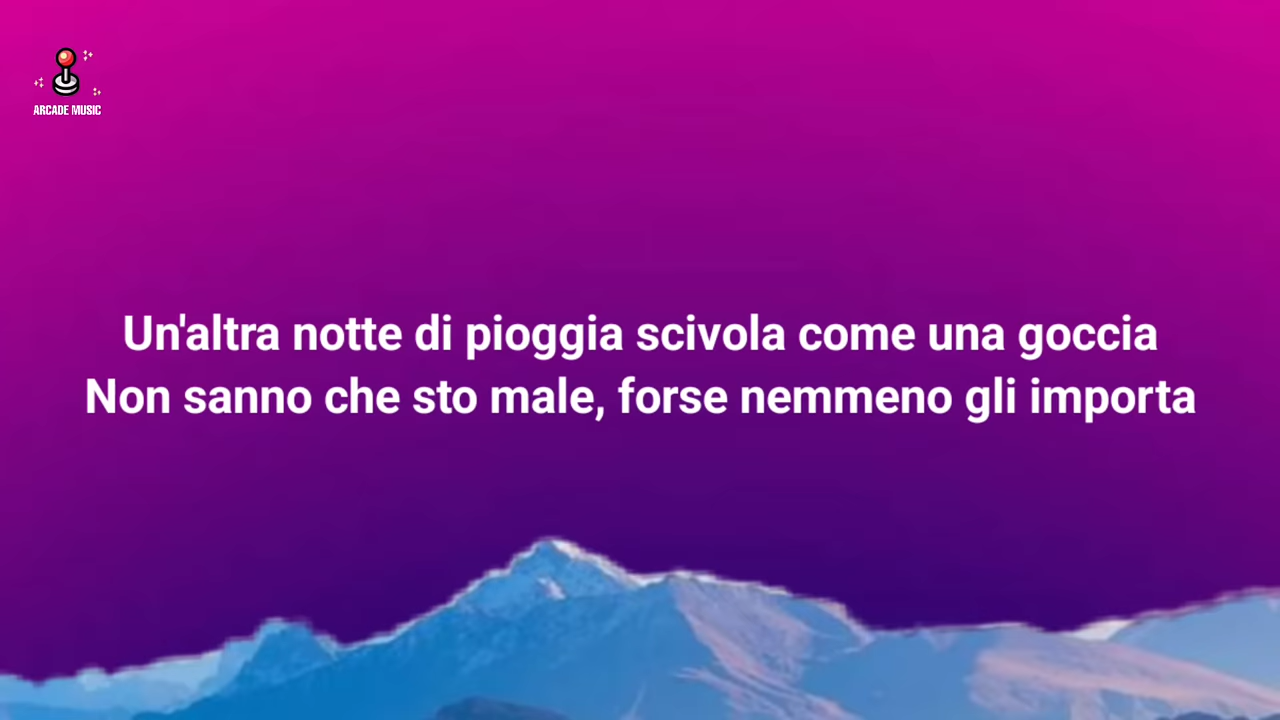 ARCADE MUSIC
Un'altra notte di pioggia scivola come una goccia
Non sanno che sto male, forse nemmeno gli importa